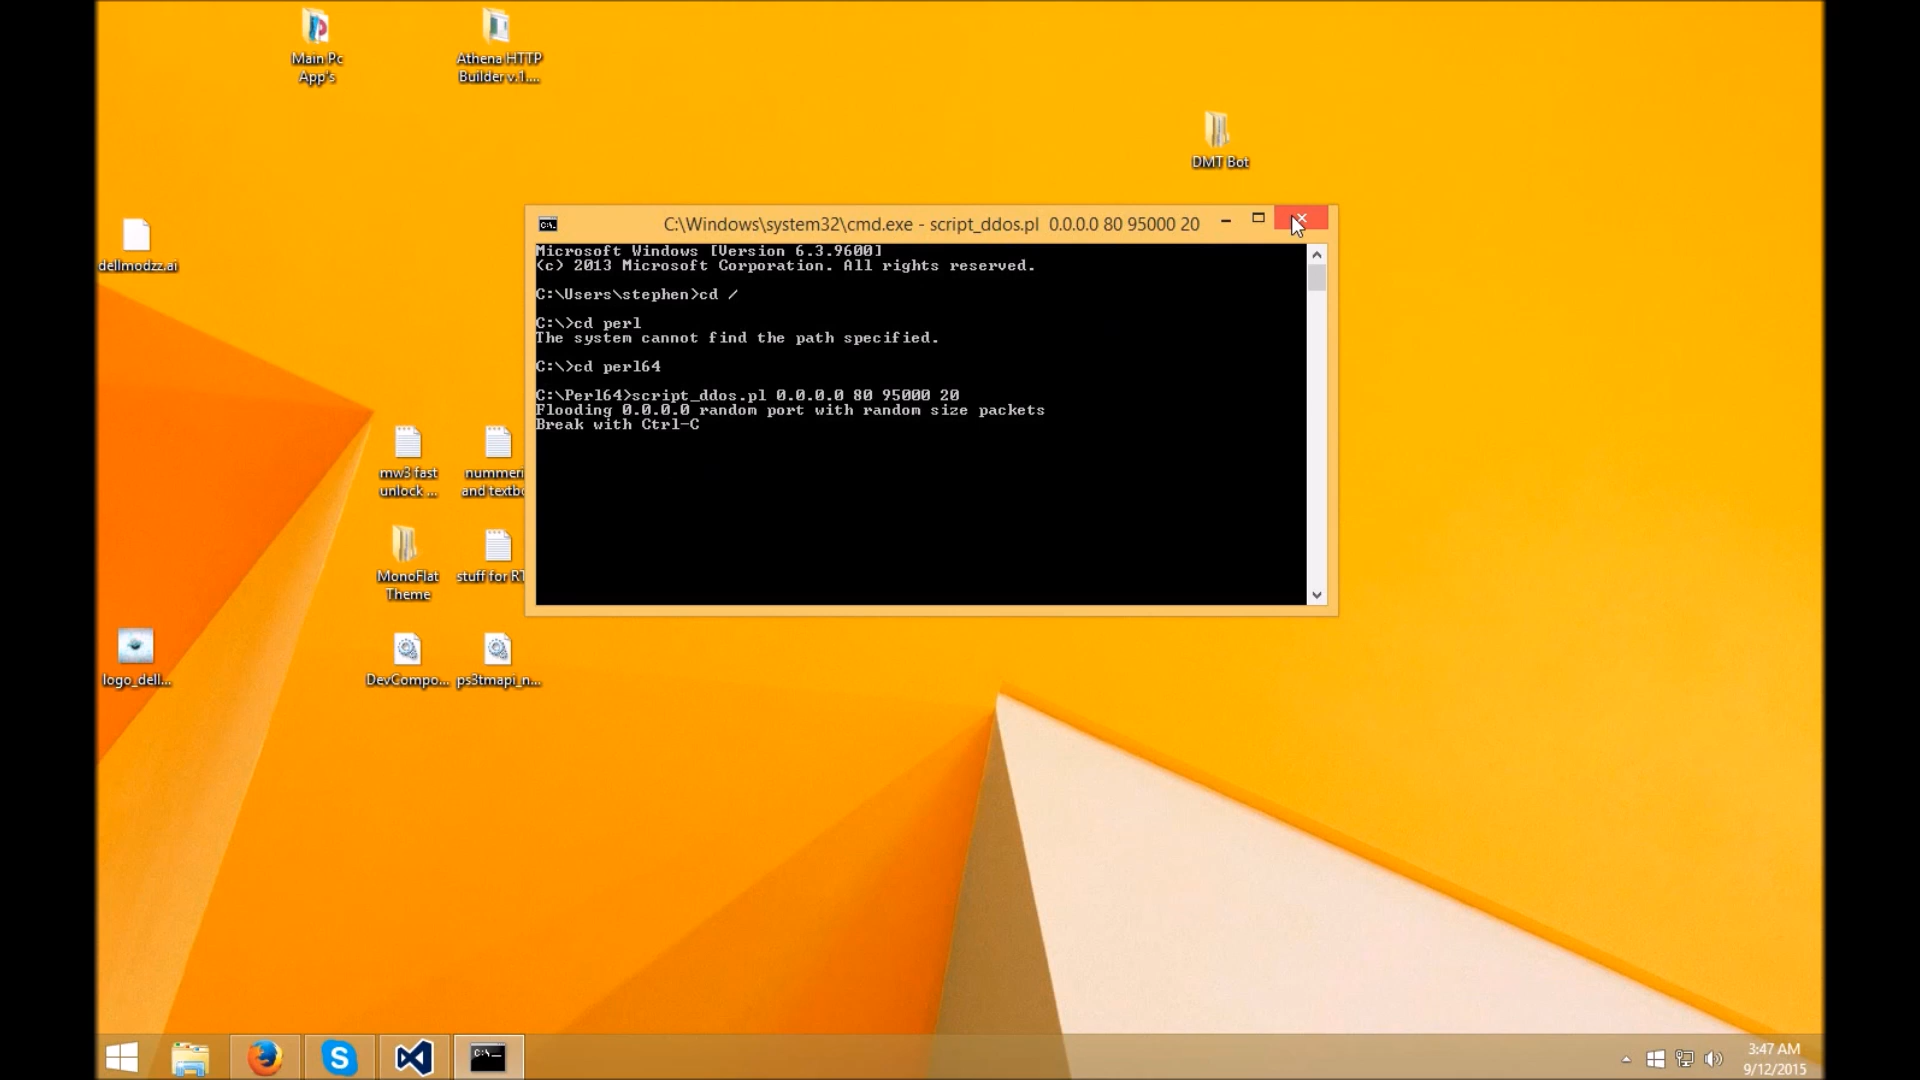 Main Pc
App's
Athena HTTP
Builder v.1....
DMT Bot
dellmodzz.ai
C:\Windows\system32\cmd.exe - script_ddos.pl 0.0.0.0 80 95000 20
Microsoft Windows [Version 6.3.9600]
(c) 2013 Microsoft Corporation. All rights reserved.
C:\Users\stephen>cd /
C:\>cd perl
The system cannot find the path specified.
C:\>cd perl64
C:\Perl64>script_ddos.pl 0.0.0.0 80 95000 20
Flooding 0.0.0.0 random port with random size packets
Break with Ctrl-C
mw3 fast
unlock ...
nummeri
and textbo
MonoFlat
Theme
stuff for RT
logo_dell...
DevCompo...
ps3tmapi_n...
3:47 AM
9/12/2015